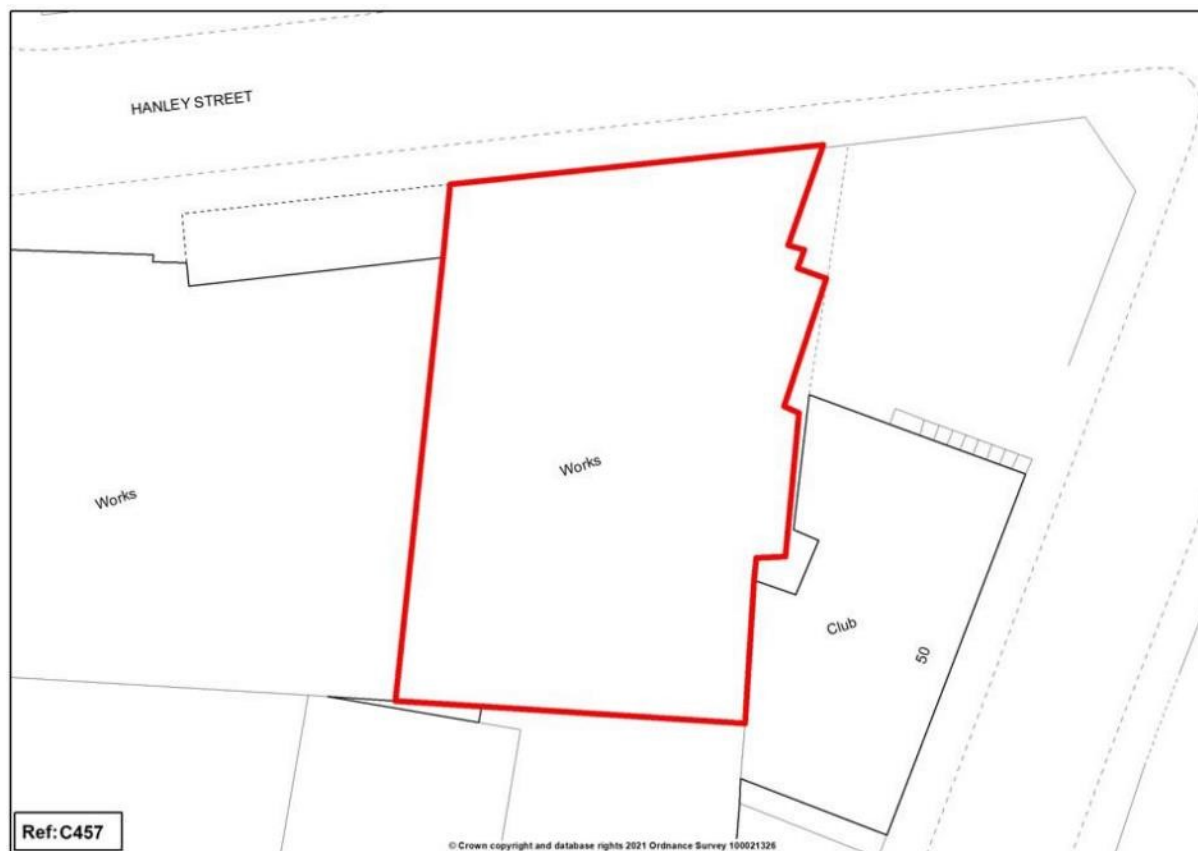 HANLEY STREET
Works
Works
Club
50
Ref:C457
© Crown copyright and database rights 2021 Ordnance Survey 100021326